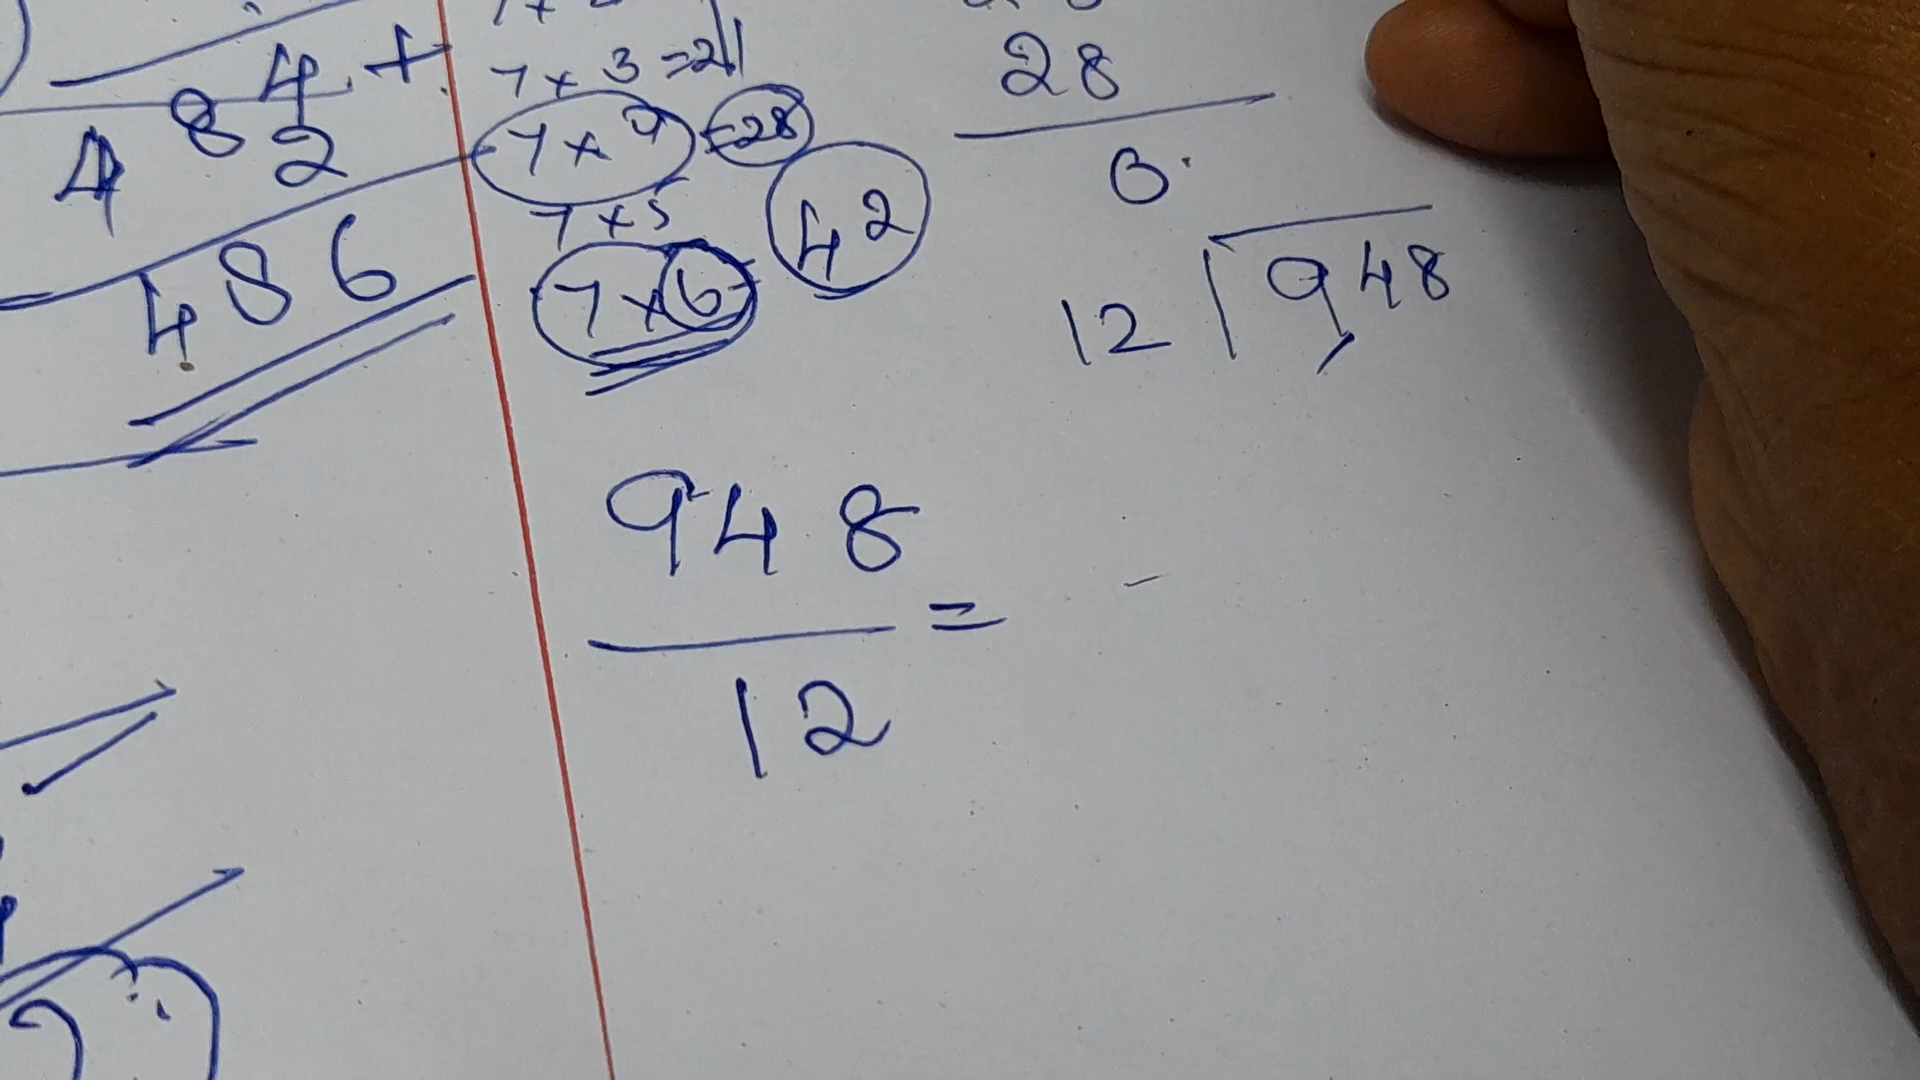 4 +
4 8 2
4 8 6
7 x 3 = 21
7 x 4 = 28
7 x 5
7 x 6 42
28
0
12 948
948
=
12